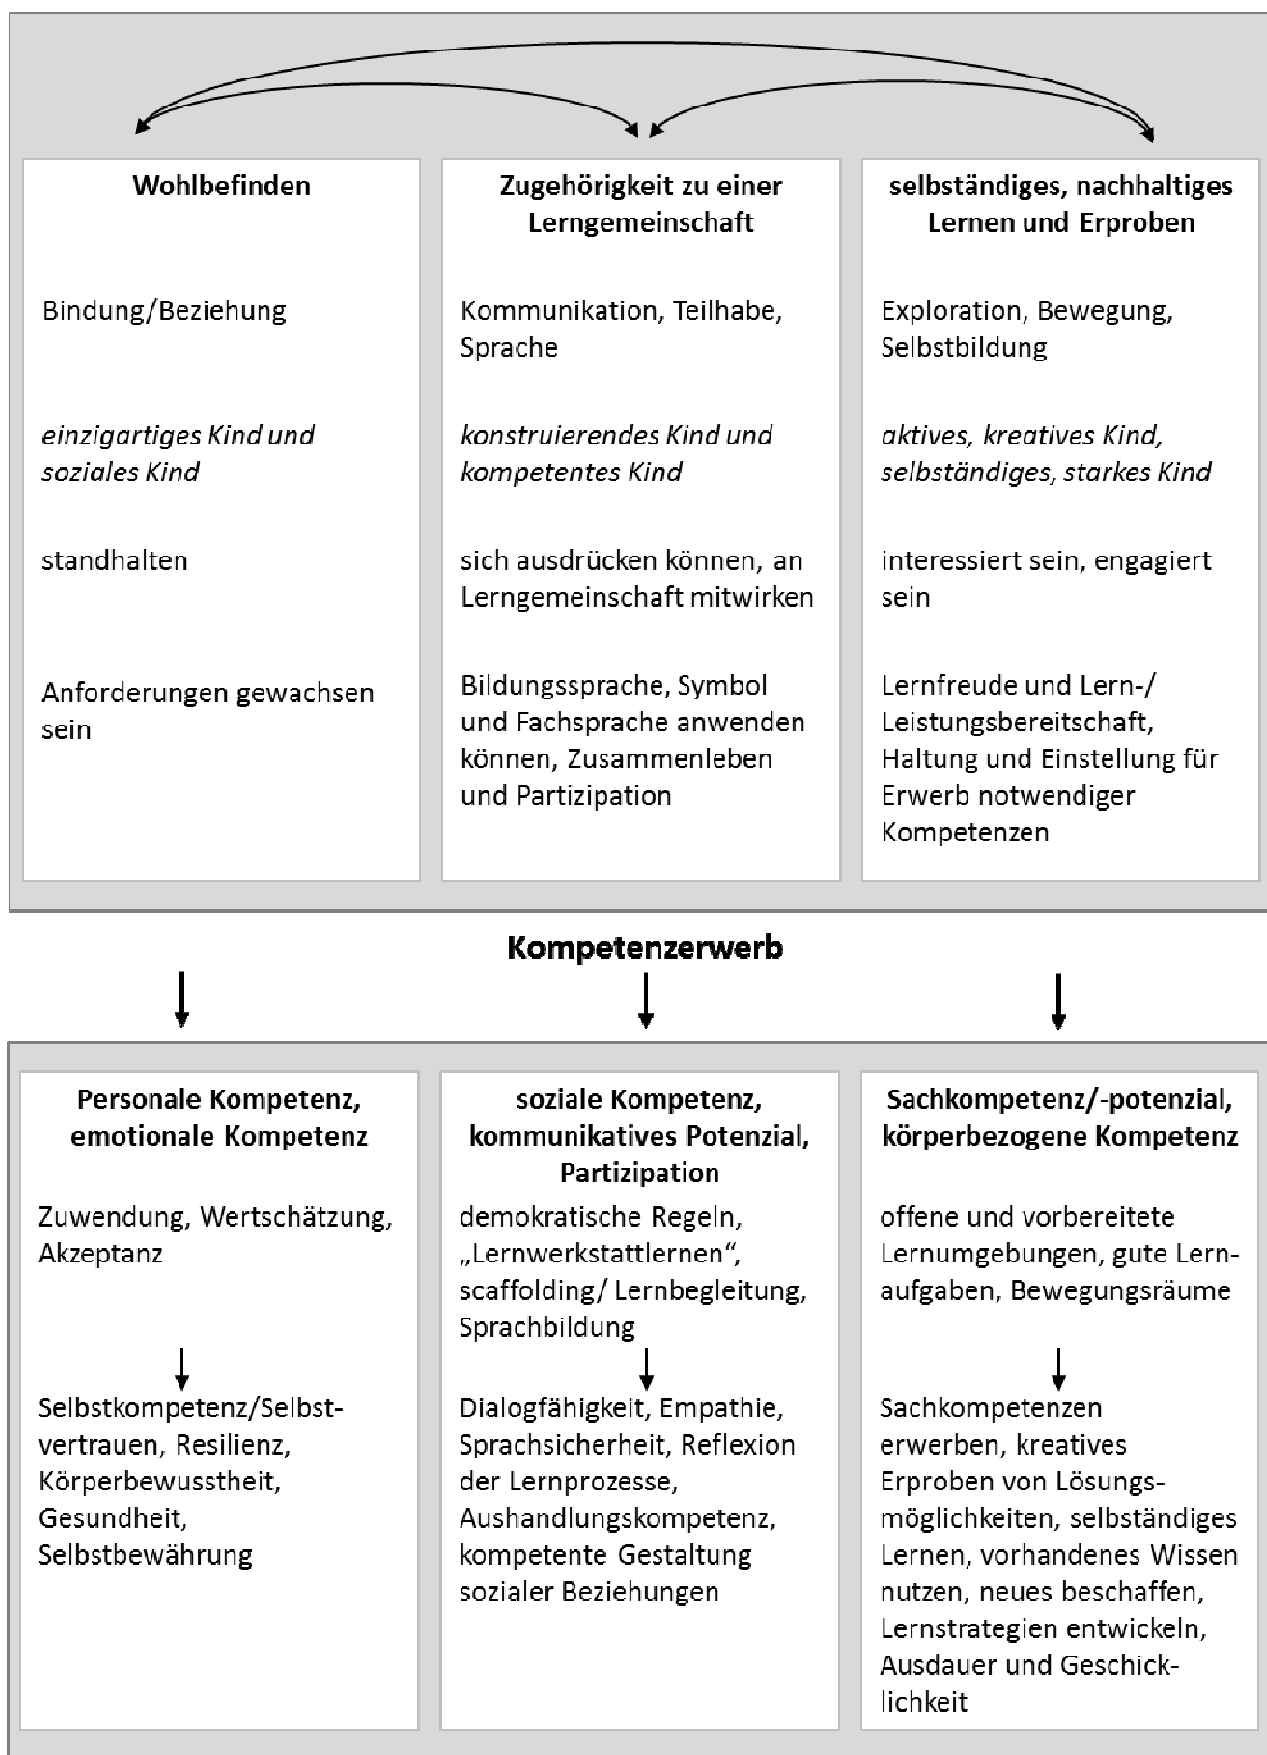 Wohlbefinden
Bindung/Beziehung
einzigartiges Kind und
soziales Kind
standhalten
Anforderungen gewachsen
sein
Zugehörigkeit zu einer
Lerngemeinschaft
Kommunikation, Teilhabe,
Sprache
konstruierendes Kind und
kompetentes Kind
sich ausdrücken können, an
Lerngemeinschaft mitwirken
Bildungssprache, Symbol
und Fachsprache anwenden
können, Zusammenleben
und Partizipation
selbständiges, nachhaltiges
Lernen und Erproben
Exploration, Bewegung,
Selbstbildung
aktives, kreatives Kind,
selbständiges, starkes Kind
interessiert sein, engagiert
sein
Lernfreude und Lern-/
Leistungsbereitschaft,
Haltung und Einstellung für
Erwerb notwendiger
Kompetenzen
Kompetenzerwerb
Personale Kompetenz,
emotionale Kompetenz
Zuwendung, Wertschätzung,
Akzeptanz
Selbstkompetenz/Selbst-
vertrauen, Resilienz,
Körperbewusstheit,
Gesundheit,
Selbstbewährung
soziale Kompetenz,
kommunikatives Potenzial,
Partizipation
demokratische Regeln,
„Lernwerkstattlernen“,
scaffolding/ Lernbegleitung,
Sprachbildung
Dialogfähigkeit, Empathie,
Sprachsicherheit, Reflexion
der Lernprozesse,
Aushandlungskompetenz,
kompetente Gestaltung
sozialer Beziehungen
Sachkompetenz/-potenzial,
körperbezogene Kompetenz
offene und vorbereitete
Lernumgebungen, gute Lern-
aufgaben, Bewegungsräume
Sachkompetenzen
erwerben, kreatives
Erproben von Lösungs-
möglichkeiten, selbständiges
Lernen, vorhandenes Wissen
nutzen, neues beschaffen,
Lernstrategien entwickeln,
Ausdauer und Geschick-
lichkeit